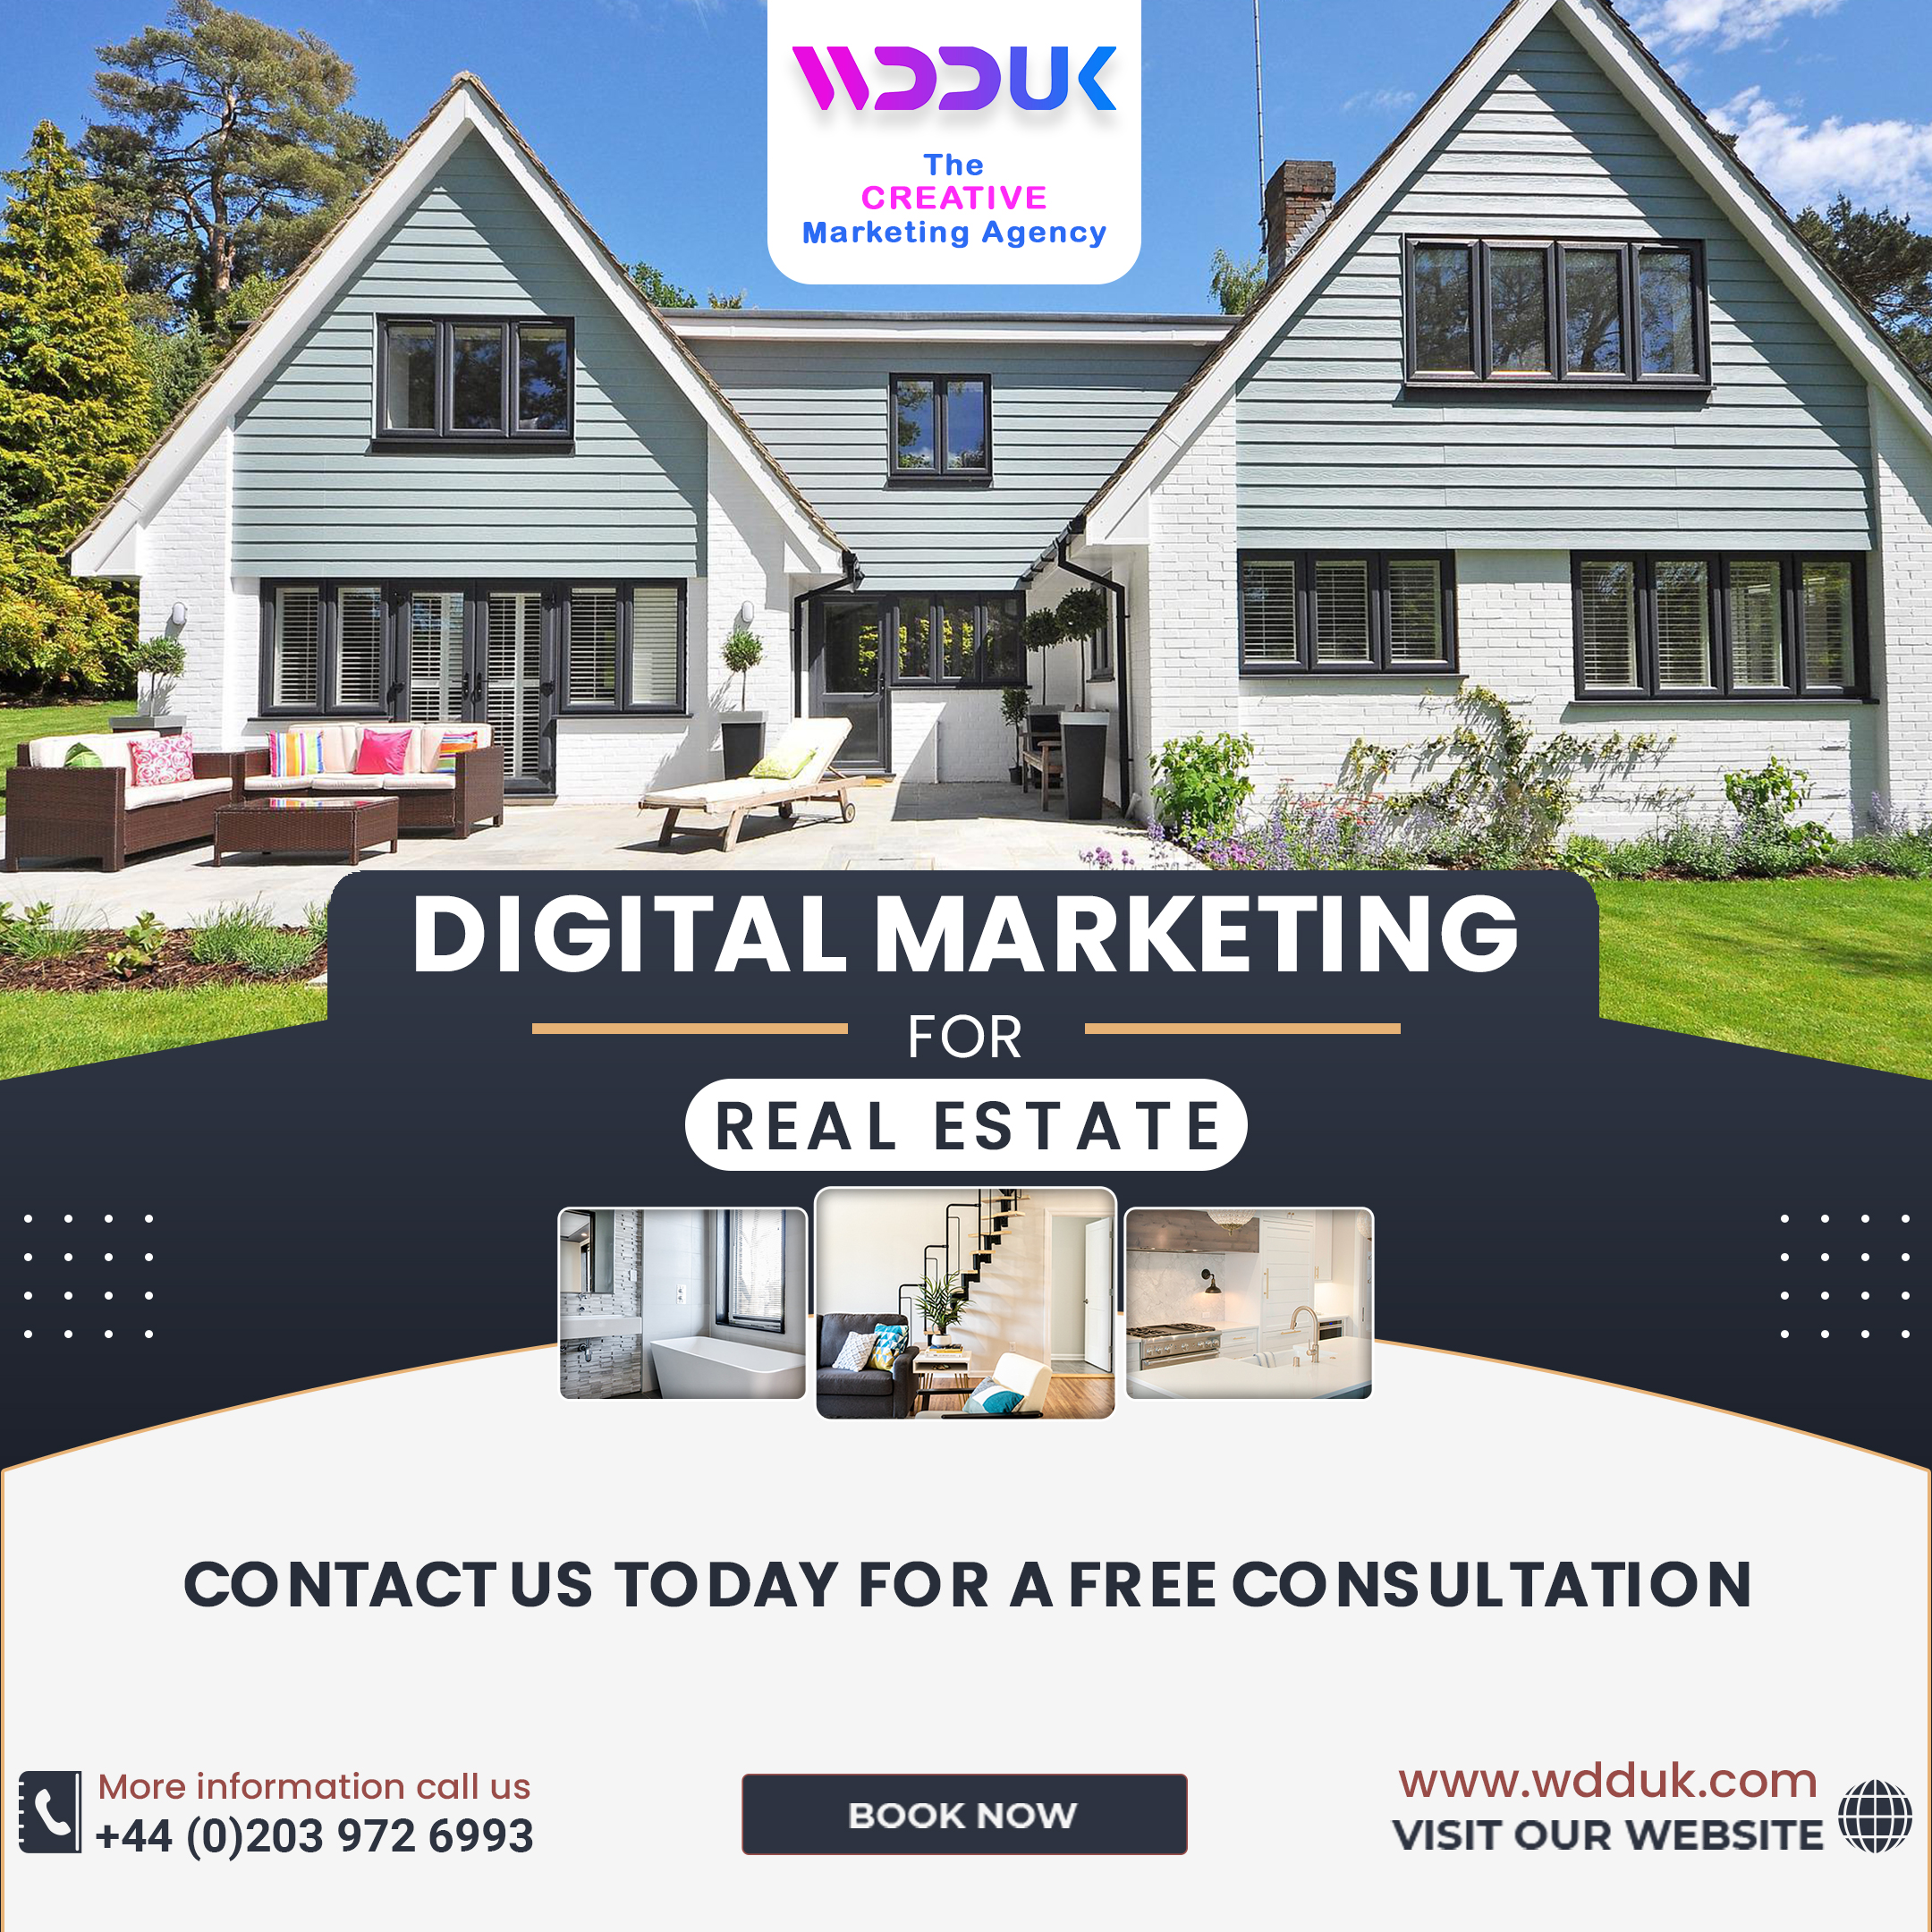 WDDUK
The
CREATIVE
Marketing Agency
DIGITAL MARKETING
FOR
REAL ESTATE
CONTACT US TODAY FOR A FREE CONSULTATION
More information call us
+44 (0)203 972 6993
BOOK NOW
www.wdduk.com
VISIT OUR WEBSITE